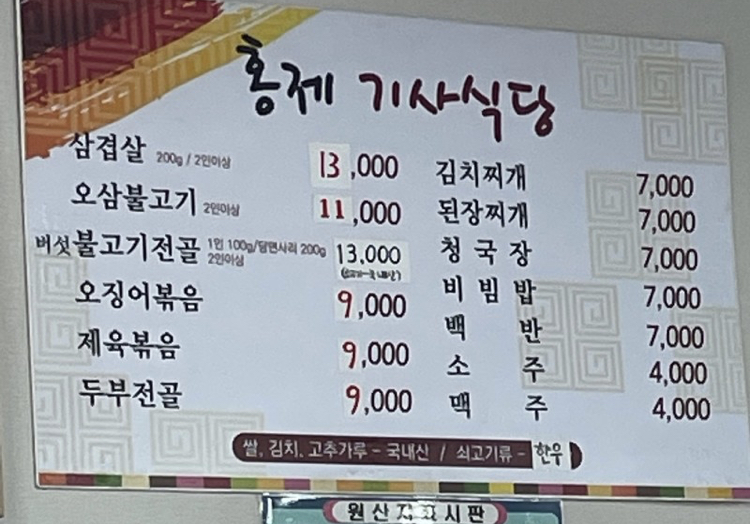 홍제 기사식당
삼겹살 200g / 2인이상 13,000
오삼불고기 2인이상 11,000
버섯불고기전골 1인 100g/당면사리 200g 2인이상 13,000
오징어볶음 9,000
제육볶음 9,000
두부전골 9,000
김치찌개 7,000
된장찌개 7,000
청국장 7,000
비빔밥 7,000
백반 7,000
소주 4,000
맥주 4,000
쌀, 김치, 고추가루 - 국내산 / 쇠고기류 - 한우
원산지표시판